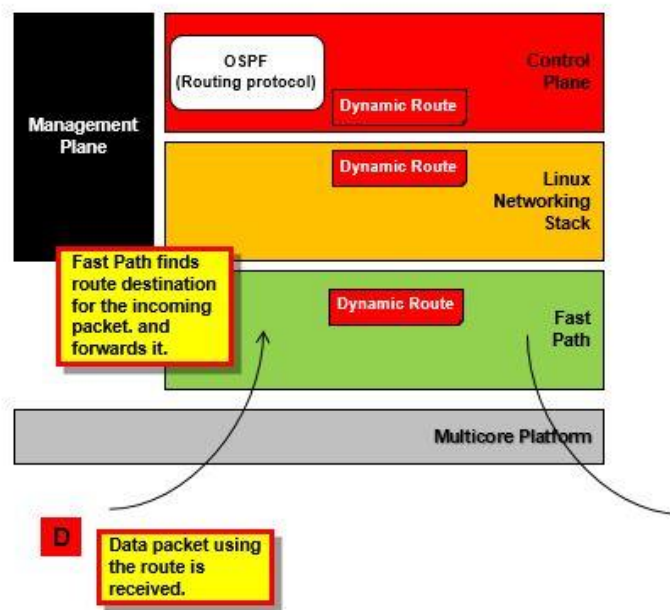 OSPF
(Routing protocol)
Control
Plane
Dynamic Route
Management
Plane
Dynamic Route
Linux
Networking
Stack
Fast Path finds
route destination
for the incoming
packet. and
forwards it.
Dynamic Route
Fast
Path
Multicore Platform
D
Data packet using
the route is
received.